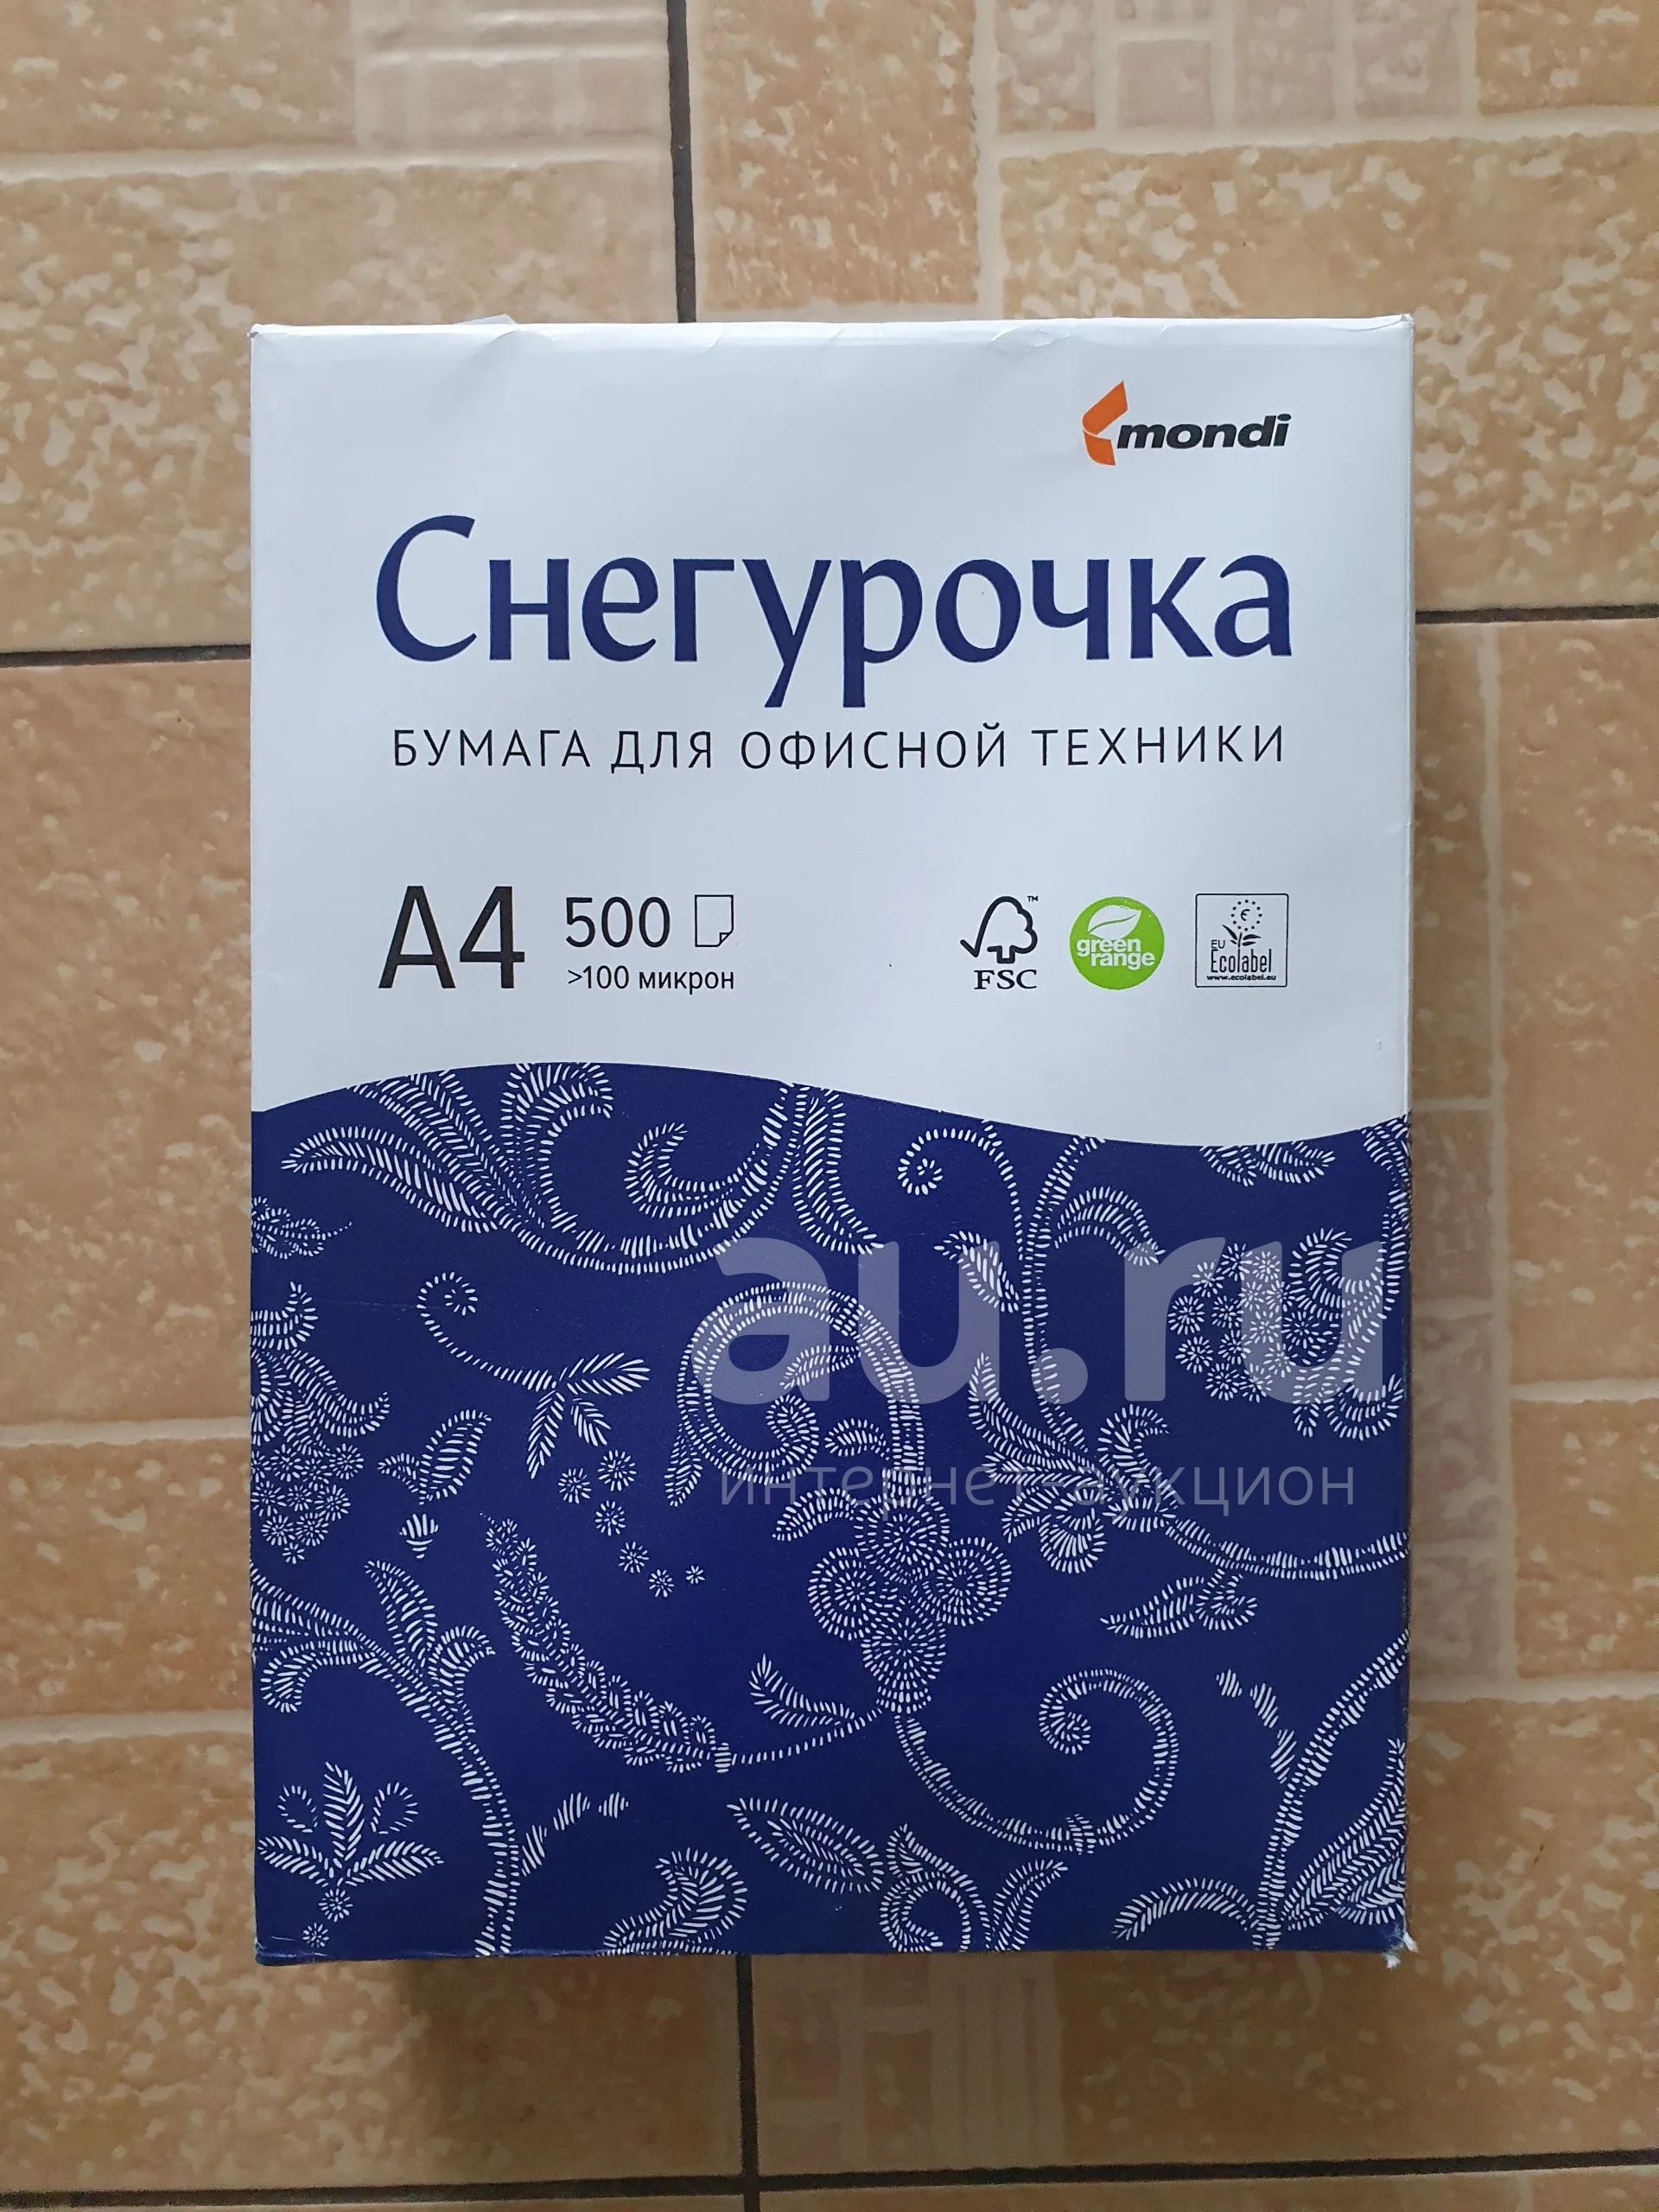 mondi
Снегурочка
БУМАГА ДЛЯ ОФИСНОЙ ТЕХНИКИ
A4 500
>100 микрон
FSC™
green
range
EU
Ecolabel
www.ecolabel.eu
au.ru
интернет-аукцион